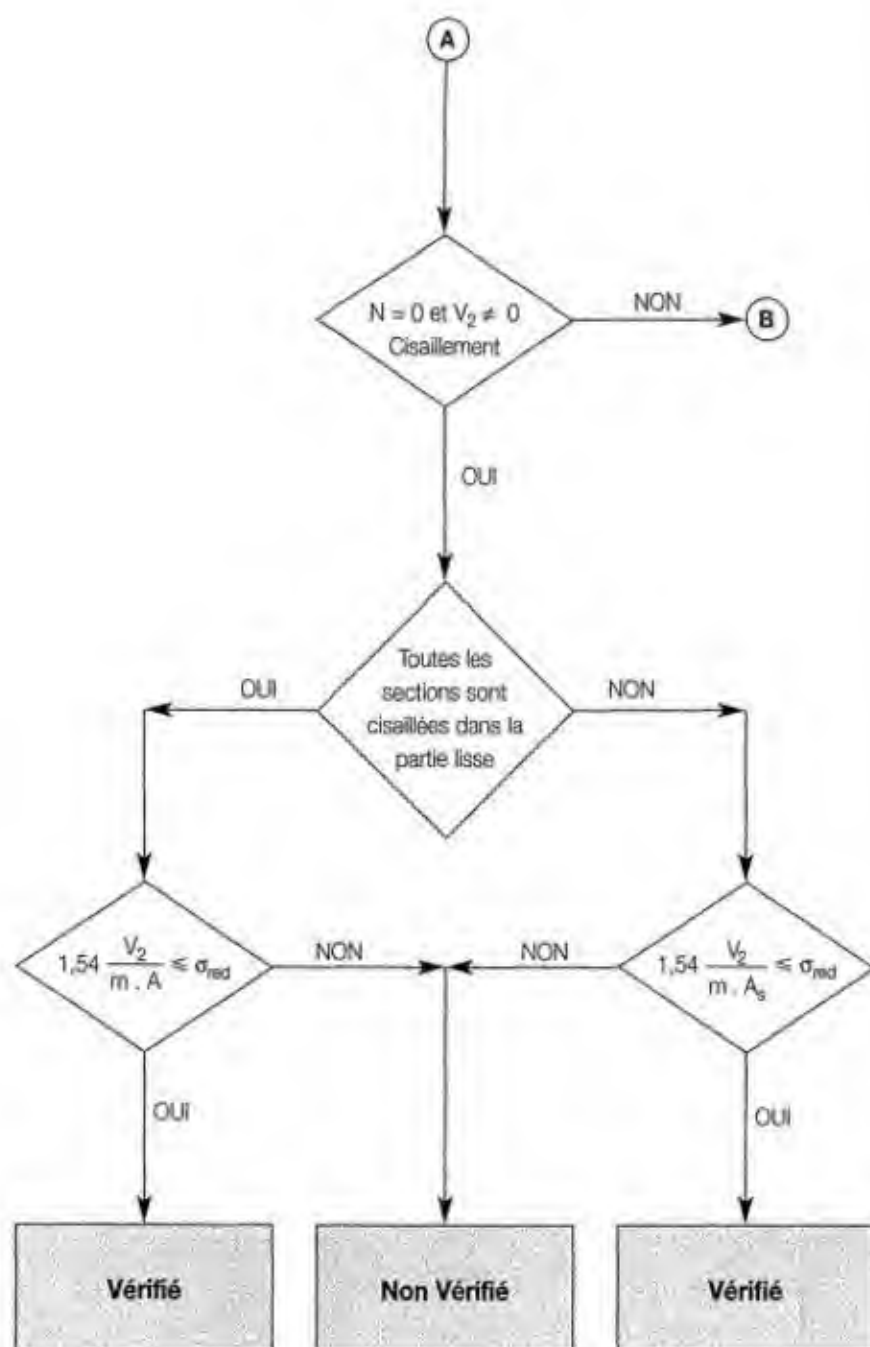 A
N = 0 et V₂ ≠ 0
Cisaillement
NON
B
OUI
Toutes les
sections sont
cisaillées dans la
partie lisse
OUI
NON
1,54 V₂ / m . A ≤ σred
NON
NON
1,54 V₂ / m . Aₛ ≤ σred
OUI
OUI
Vérifié
Non Vérifié
Vérifié